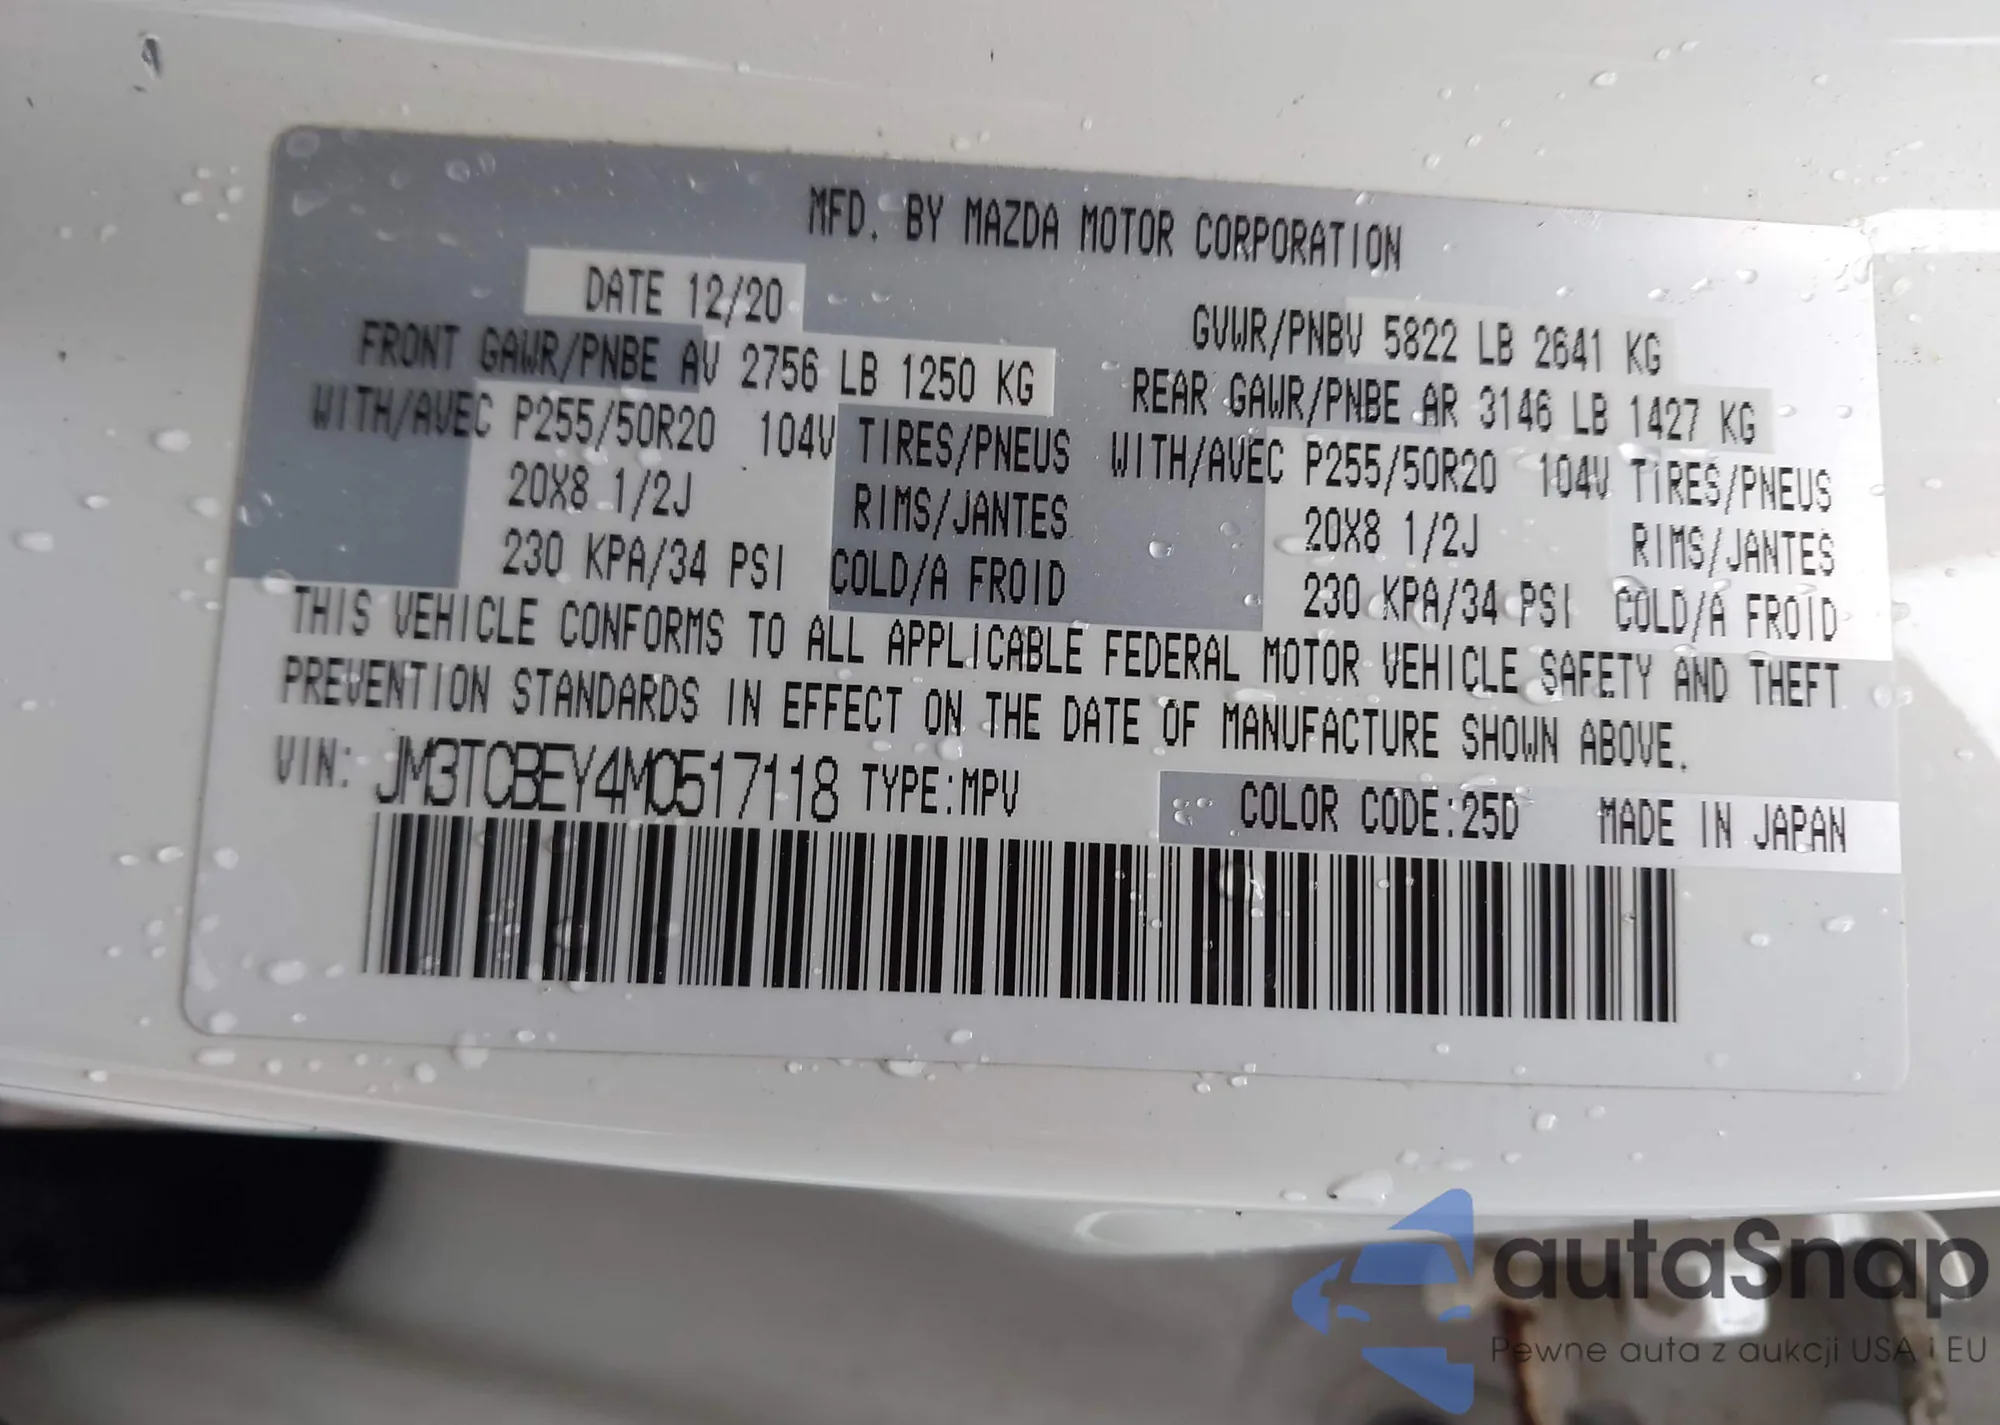 MFD. BY MAZDA MOTOR CORPORATION
DATE 12/20
GVWR/PNBV 5822 LB 2641 KG
FRONT GAWR/PNBE AV 2756 LB 1250 KG
REAR GAWR/PNBE AR 3146 LB 1427 KG
WITH/AVEC P255/50R20 104V TIRES/PNEUS
WITH/AVEC P255/50R20 104V TIRES/PNEUS
20X8 1/2J RIMS/JANTES
20X8 1/2J RIMS/JANTES
230 KPA/34 PSI COLD/A FROID
230 KPA/34 PSI COLD/A FROID
THIS VEHICLE CONFORMS TO ALL APPLICABLE FEDERAL MOTOR VEHICLE SAFETY AND THEFT
PREVENTION STANDARDS IN EFFECT ON THE DATE OF MANUFACTURE SHOWN ABOVE.
VIN: JM3TCBEY4M0517118 TYPE:MPV
COLOR CODE:25D MADE IN JAPAN
autaSnap
Pewne auta z aukcji USA i EU